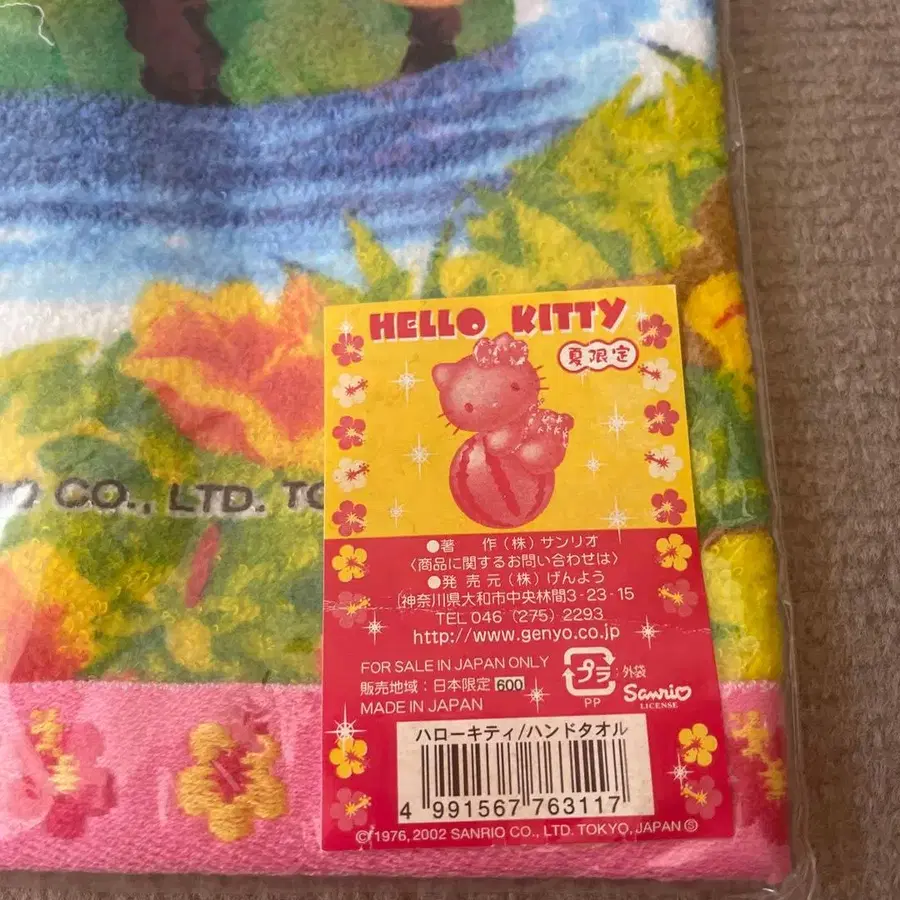 CO., LTD. TO
HELLO KITTY
夏限定
●著 作(株)サンリオ
〈商品に関するお問い合わせは〉
●発 売 元(株)げんよう
神奈川県大和市中央林間3-23-15
TEL 046 (275) 2293
http://www.genyo.co.jp
FOR SALE IN JAPAN ONLY
販売地域:日本限定 600
MADE IN JAPAN
プラ
外袋
PP
Sanrio
LICENSE
ハローキティ/ハンドタオル
4 991567 763117
©1976, 2002 SANRIO CO., LTD. TOKYO, JAPAN Ⓢ